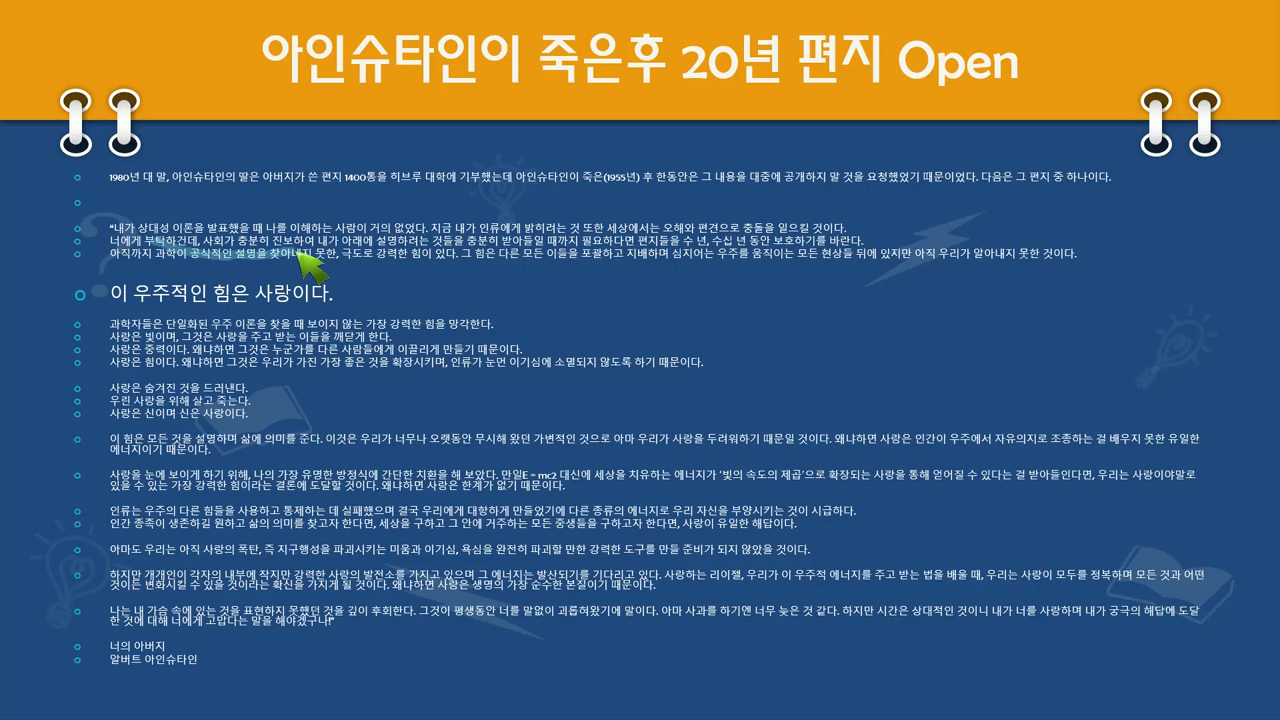 아인슈타인이 죽은후 20년 편지 Open
1980년 대 말, 아인슈타인의 딸은 아버지가 쓴 편지 1400통을 히브루 대학에 기부했는데 아인슈타인이 죽은(1955년) 후 한동안은 그 내용을 대중에 공개하지 말 것을 요청했었기 때문이었다. 다음은 그 편지 중 하나이다.
"내가 상대성 이론을 발표했을 때 나를 이해하는 사람이 거의 없었다. 지금 내가 인류에게 밝히려는 것 또한 세상에서는 오해와 편견으로 충돌을 일으킬 것이다.
너에게 부탁하건데, 사회가 충분히 진보하여 내가 아래에 설명하려는 것들을 충분히 받아들일 때까지 필요하다면 편지들을 수 년, 수십 년 동안 보호하기를 바란다.
아직까지 과학이 공식적인 설명을 찾아내지 못한, 극도로 강력한 힘이 있다. 그 힘은 다른 모든 이들을 포괄하고 지배하며 심지어는 우주를 움직이는 모든 현상들 뒤에 있지만 아직 우리가 알아내지 못한 것이다.
이 우주적인 힘은 사랑이다.
과학자들은 단일화된 우주 이론을 찾을 때 보이지 않는 가장 강력한 힘을 망각한다.
사랑은 빛이며, 그것은 사랑을 주고 받는 이들을 깨닫게 한다.
사랑은 중력이다. 왜냐하면 그것은 누군가를 다른 사람들에게 이끌리게 만들기 때문이다.
사랑은 힘이다. 왜냐하면 그것은 우리가 가진 가장 좋은 것을 확장시키며, 인류가 눈먼 이기심에 소멸되지 않도록 하기 때문이다.
사랑은 숨겨진 것을 드러낸다.
우린 사랑을 위해 살고 죽는다.
사랑은 신이며 신은 사랑이다.
이 힘은 모든 것을 설명하며 삶에 의미를 준다. 이것은 우리가 너무나 오랫동안 무시해 왔던 가변적인 것으로 아마 우리가 사랑을 두려워하기 때문일 것이다. 왜냐하면 사랑은 인간이 우주에서 자유의지로 조종하는 걸 배우지 못한 유일한
에너지이기 때문이다.
사랑을 눈에 보이게 하기 위해, 나의 가장 유명한 방정식에 간단한 치환을 해 보았다. 만일E = mc2 대신에 세상을 치유하는 에너지가 '빛의 속도의 제곱'으로 확장되는 사랑을 통해 얻어질 수 있다는 걸 받아들인다면, 우리는 사랑이야말로
있을 수 있는 가장 강력한 힘이라는 결론에 도달할 것이다. 왜냐하면 사랑은 한계가 없기 때문이다.
인류는 우주의 다른 힘들을 사용하고 통제하는 데 실패했으며 결국 우리에게 대항하게 만들었기에 다른 종류의 에너지로 우리 자신을 부양시키는 것이 시급하다.
인간 종족이 생존하길 원하고 삶의 의미를 찾고자 한다면, 세상을 구하고 그 안에 거주하는 모든 중생들을 구하고자 한다면, 사랑이 유일한 해답이다.
아마도 우리는 아직 사랑의 폭탄, 즉 지구행성을 파괴시키는 미움과 이기심, 욕심을 완전히 파괴할 만한 강력한 도구를 만들 준비가 되지 않았을 것이다.
하지만 개개인이 각자의 내부에 작지만 강력한 사랑의 발전소를 가지고 있으며 그 에너지는 발산되기를 기다리고 있다. 사랑하는 리이젤, 우리가 이 우주적 에너지를 주고 받는 법을 배울 때, 우리는 사랑이 모두를 정복하며 모든 것과 어떤
것이든 변화시킬 수 있을 것이라는 확신을 가지게 될 것이다. 왜냐하면 사랑은 생명의 가장 순수한 본질이기 때문이다.
나는 내 가슴 속에 있는 것을 표현하지 못했던 것을 깊이 후회한다. 그것이 평생동안 너를 말없이 괴롭혀왔기에 말이다. 아마 사과를 하기엔 너무 늦은 것 같다. 하지만 시간은 상대적인 것이니 내가 너를 사랑하며 내가 궁극의 해답에 도달
한 것에 대해 너에게 고맙다는 말을 해야겠구나!"
너의 아버지
알버트 아인슈타인